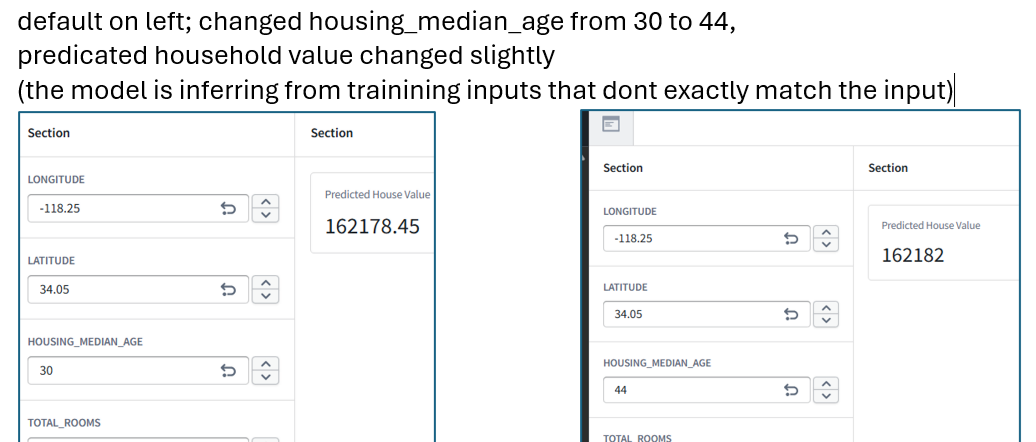 default on left; changed housing_median_age from 30 to 44,
predicated household value changed slightly
(the model is inferring from trainining inputs that dont exactly match the input)
Section
Section
LONGITUDE
-118.25
Predicted House Value
162178.45
LATITUDE
34.05
HOUSING_MEDIAN_AGE
30
TOTAL_ROOMS
Section
Section
LONGITUDE
-118.25
Predicted House Value
162182
LATITUDE
34.05
HOUSING_MEDIAN_AGE
44
TOTAL_ROOMS